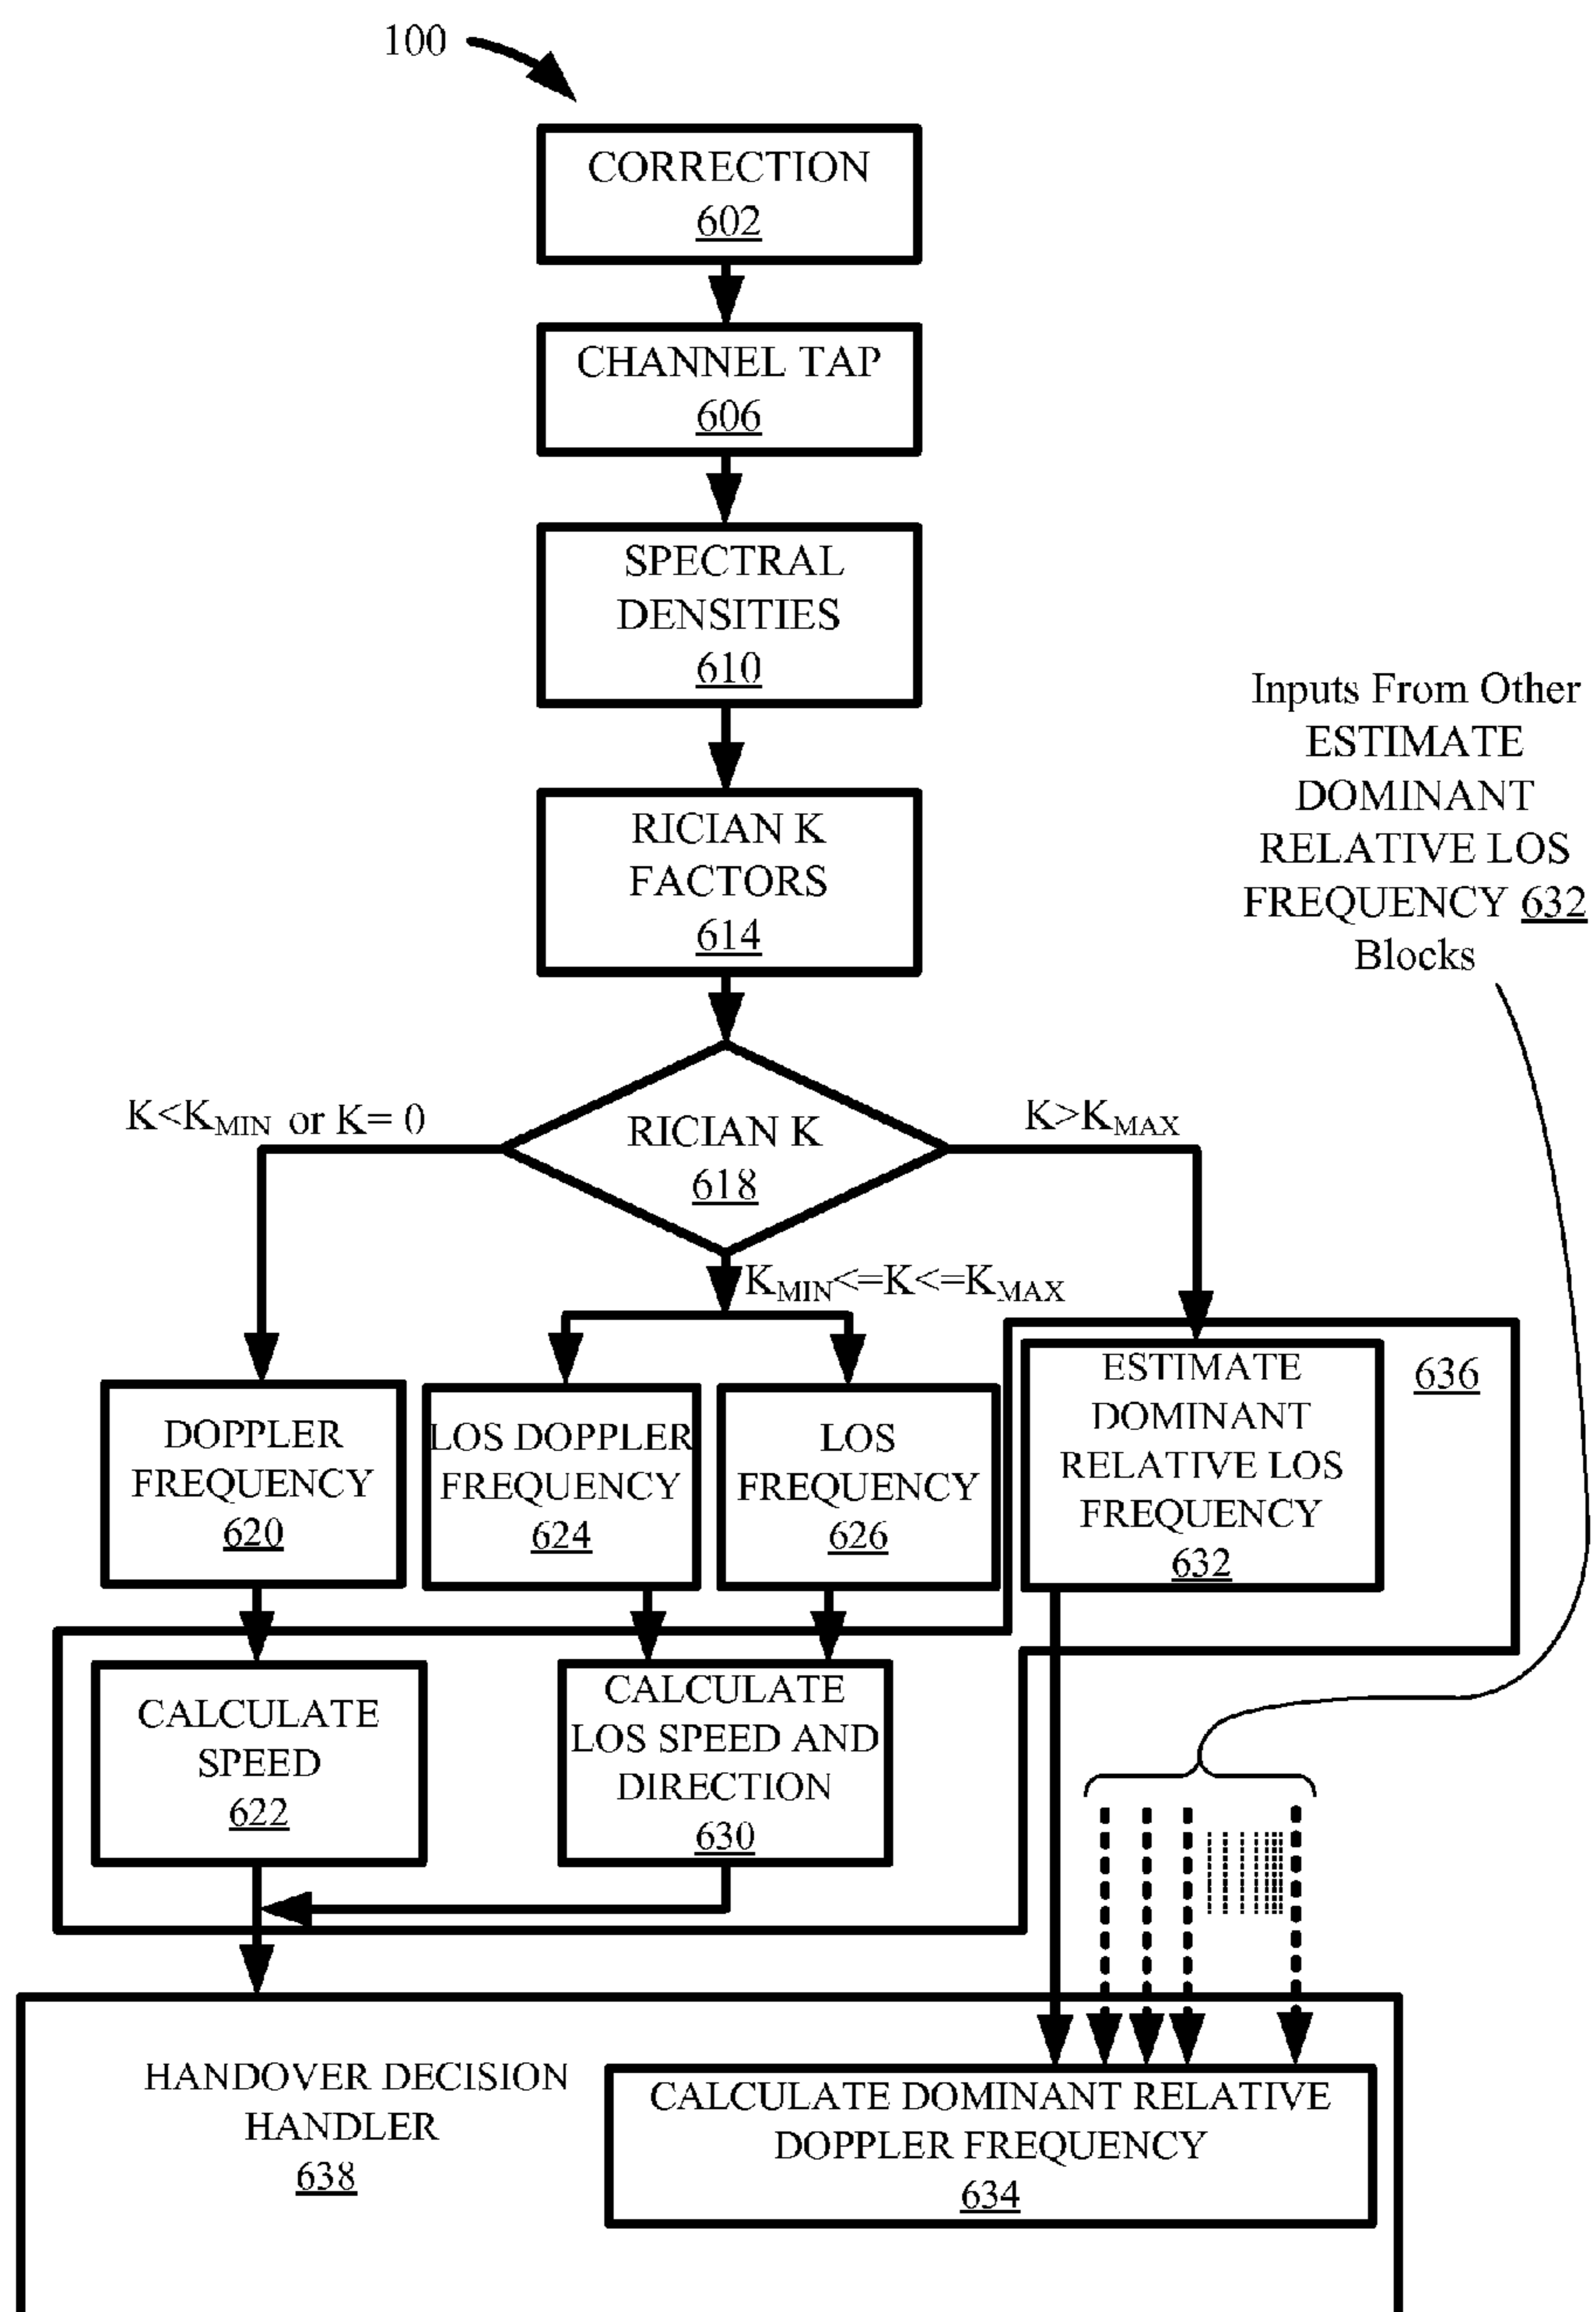 100
CORRECTION
602
CHANNEL TAP
606
SPECTRAL
DENSITIES
610
RICIAN K
FACTORS
614
Inputs From Other
ESTIMATE
DOMINANT
RELATIVE LOS
FREQUENCY 632
Blocks
K<KMIN or K= 0
RICIAN K
618
K>KMAX
KMIN<=K<=KMAX
DOPPLER
FREQUENCY
620
LOS DOPPLER
FREQUENCY
624
LOS
FREQUENCY
626
ESTIMATE
DOMINANT
RELATIVE LOS
FREQUENCY
632
636
CALCULATE
SPEED
622
CALCULATE
LOS SPEED AND
DIRECTION
630
HANDOVER DECISION
HANDLER
638
CALCULATE DOMINANT RELATIVE
DOPPLER FREQUENCY
634